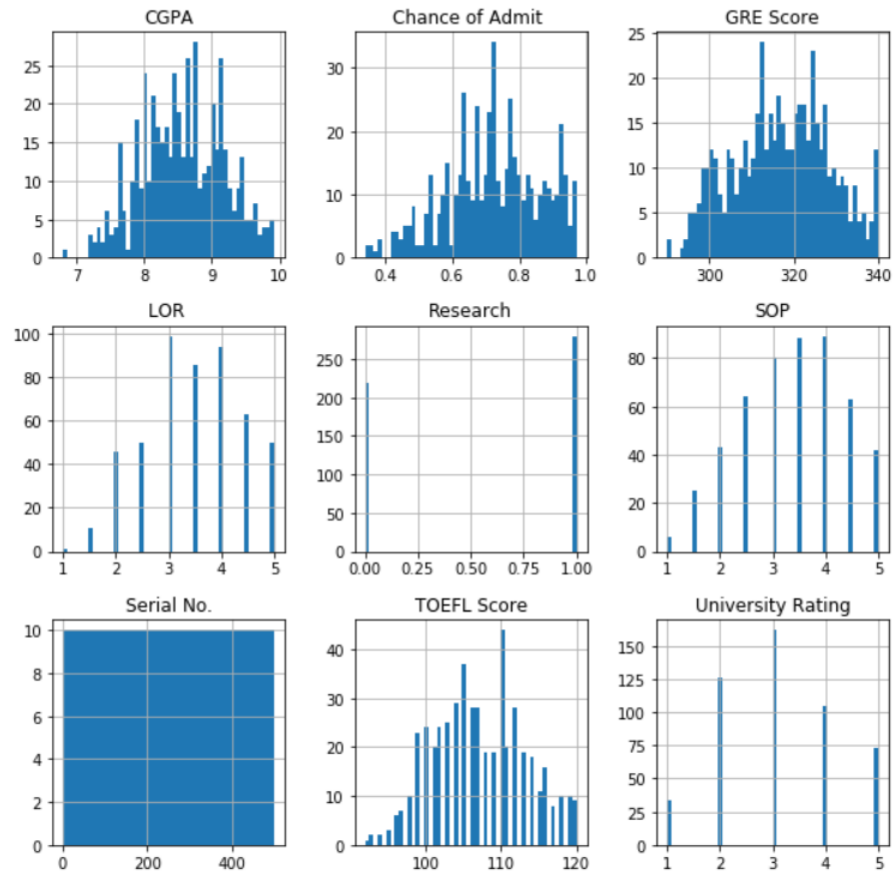 CGPA
25
20
15
10
5
0
7 8 9 10
Chance of Admit
30
20
10
0
0.4 0.6 0.8 1.0
GRE Score
25
20
15
10
5
0
300 320 340
LOR
100
80
60
40
20
0
1 2 3 4 5
Research
250
200
150
100
50
0
0.00 0.25 0.50 0.75 1.00
SOP
80
60
40
20
0
1 2 3 4 5
Serial No.
10
8
6
4
2
0
0 200 400
TOEFL Score
40
30
20
10
0
100 110 120
University Rating
150
125
100
75
50
25
0
1 2 3 4 5